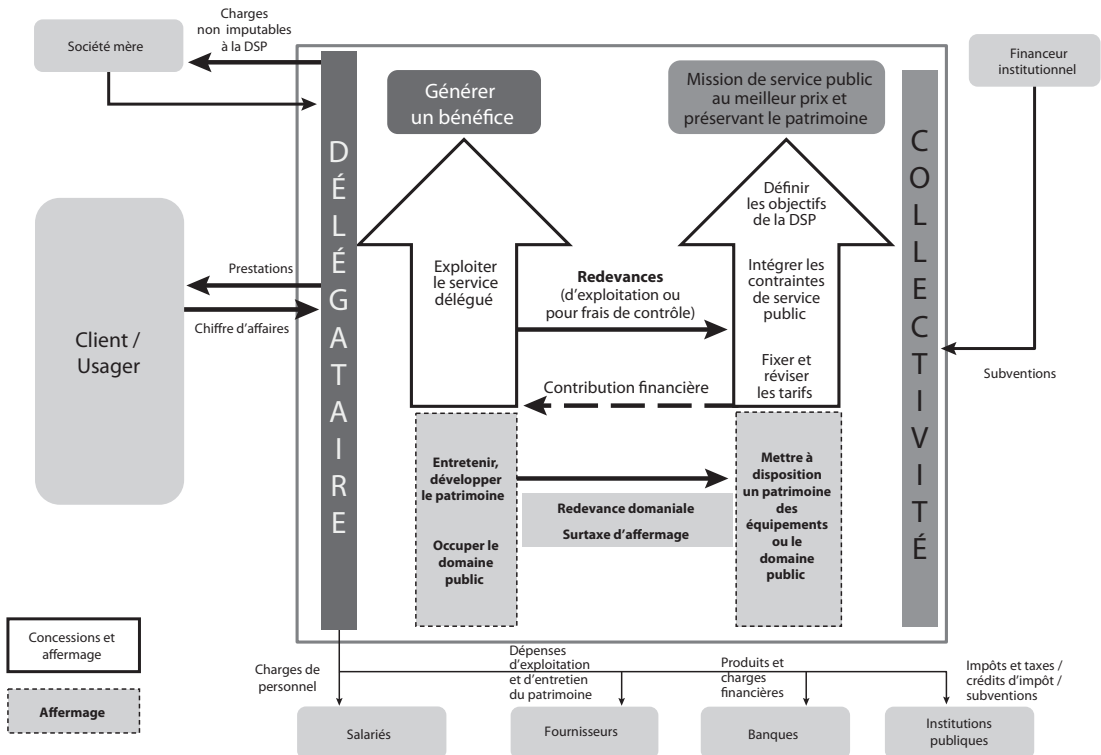 Charges
non imputables
à la DSP
Société mère
Financeur
institutionnel
Générer
un bénéfice
Mission de service public
au meilleur prix et
préservant le patrimoine
DÉLÉGATAIRE
COLLECTIVITÉ
Définir
les objectifs
de la DSP
Exploiter
le service
délégué
Redevances
(d'exploitation ou
pour frais de contrôle)
Intégrer les
contraintes
de service
public
Prestations
Chiffre d'affaires
Client /
Usager
Fixer et
réviser
les tarifs
Contribution financière
Subventions
Entretenir,
développer
le patrimoine
Occuper le
domaine
public
Redevance domaniale
Surtaxe d'affermage
Mettre à
disposition
un patrimoine
des
équipements
ou le
domaine
public
Concessions et
affermage
Affermage
Charges de
personnel
Dépenses
d'exploitation
et d'entretien
du patrimoine
Produits et
charges
financières
Impôts et taxes /
crédits d'impôt /
subventions
Salariés
Fournisseurs
Banques
Institutions
publiques